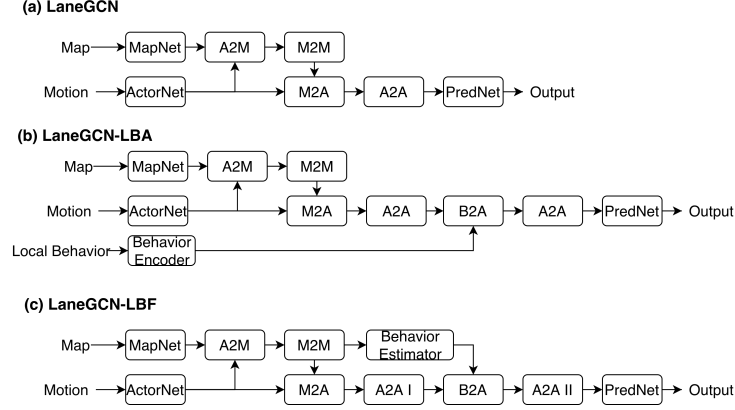 (a) LaneGCN
Map MapNet A2M M2M
Motion ActorNet M2A A2A PredNet Output
(b) LaneGCN-LBA
Map MapNet A2M M2M
Motion ActorNet M2A A2A B2A A2A PredNet Output
Local Behavior Behavior
Encoder
(c) LaneGCN-LBF
Map MapNet A2M M2M Behavior
Estimator
Motion ActorNet M2A A2A I B2A A2A II PredNet Output